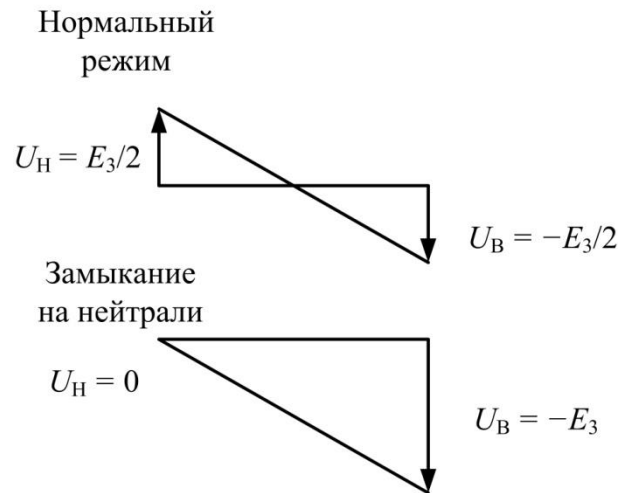 Нормальный
режим
U_Н = E_3/2
U_В = −E_3/2
Замыкание
на нейтрали
U_Н = 0
U_В = −E_3